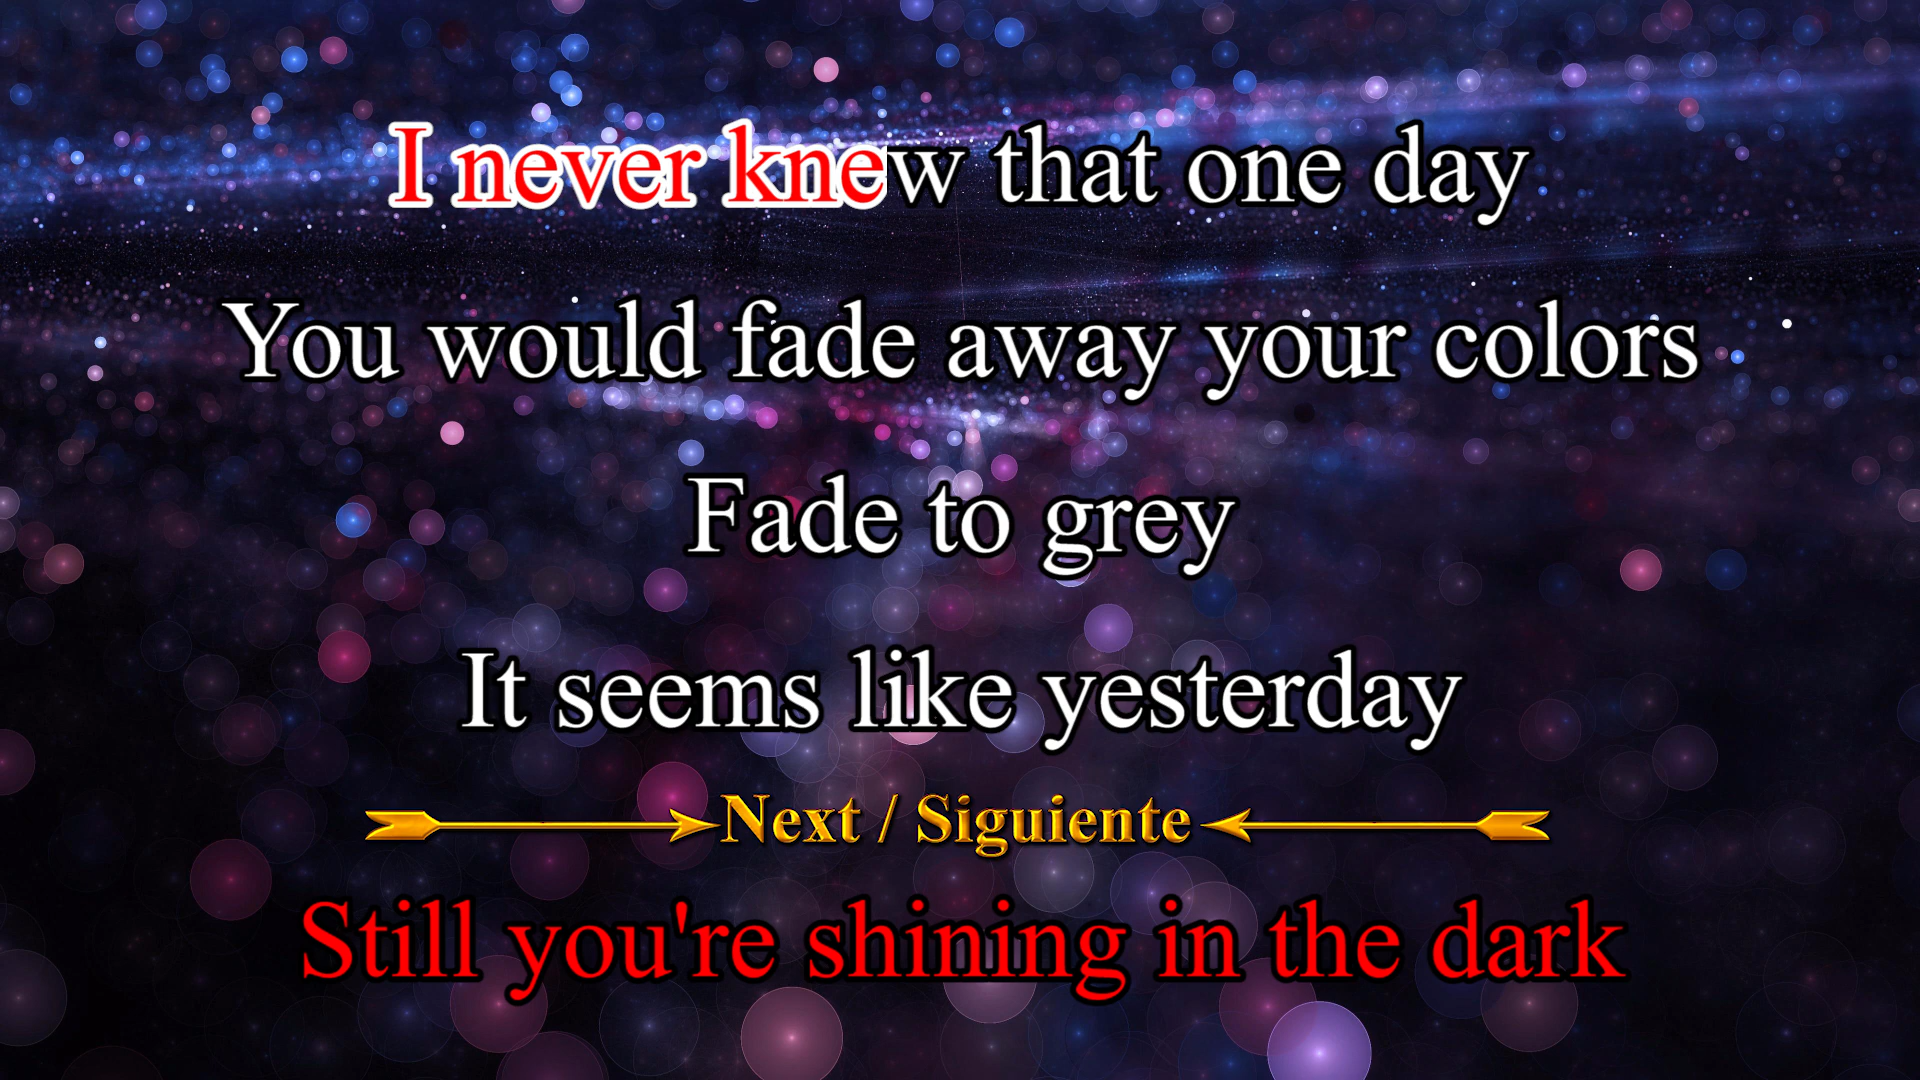 I never knew that one day
You would fade away your colors
Fade to grey
It seems like yesterday
Next / Siguiente
Still you're shining in the dark